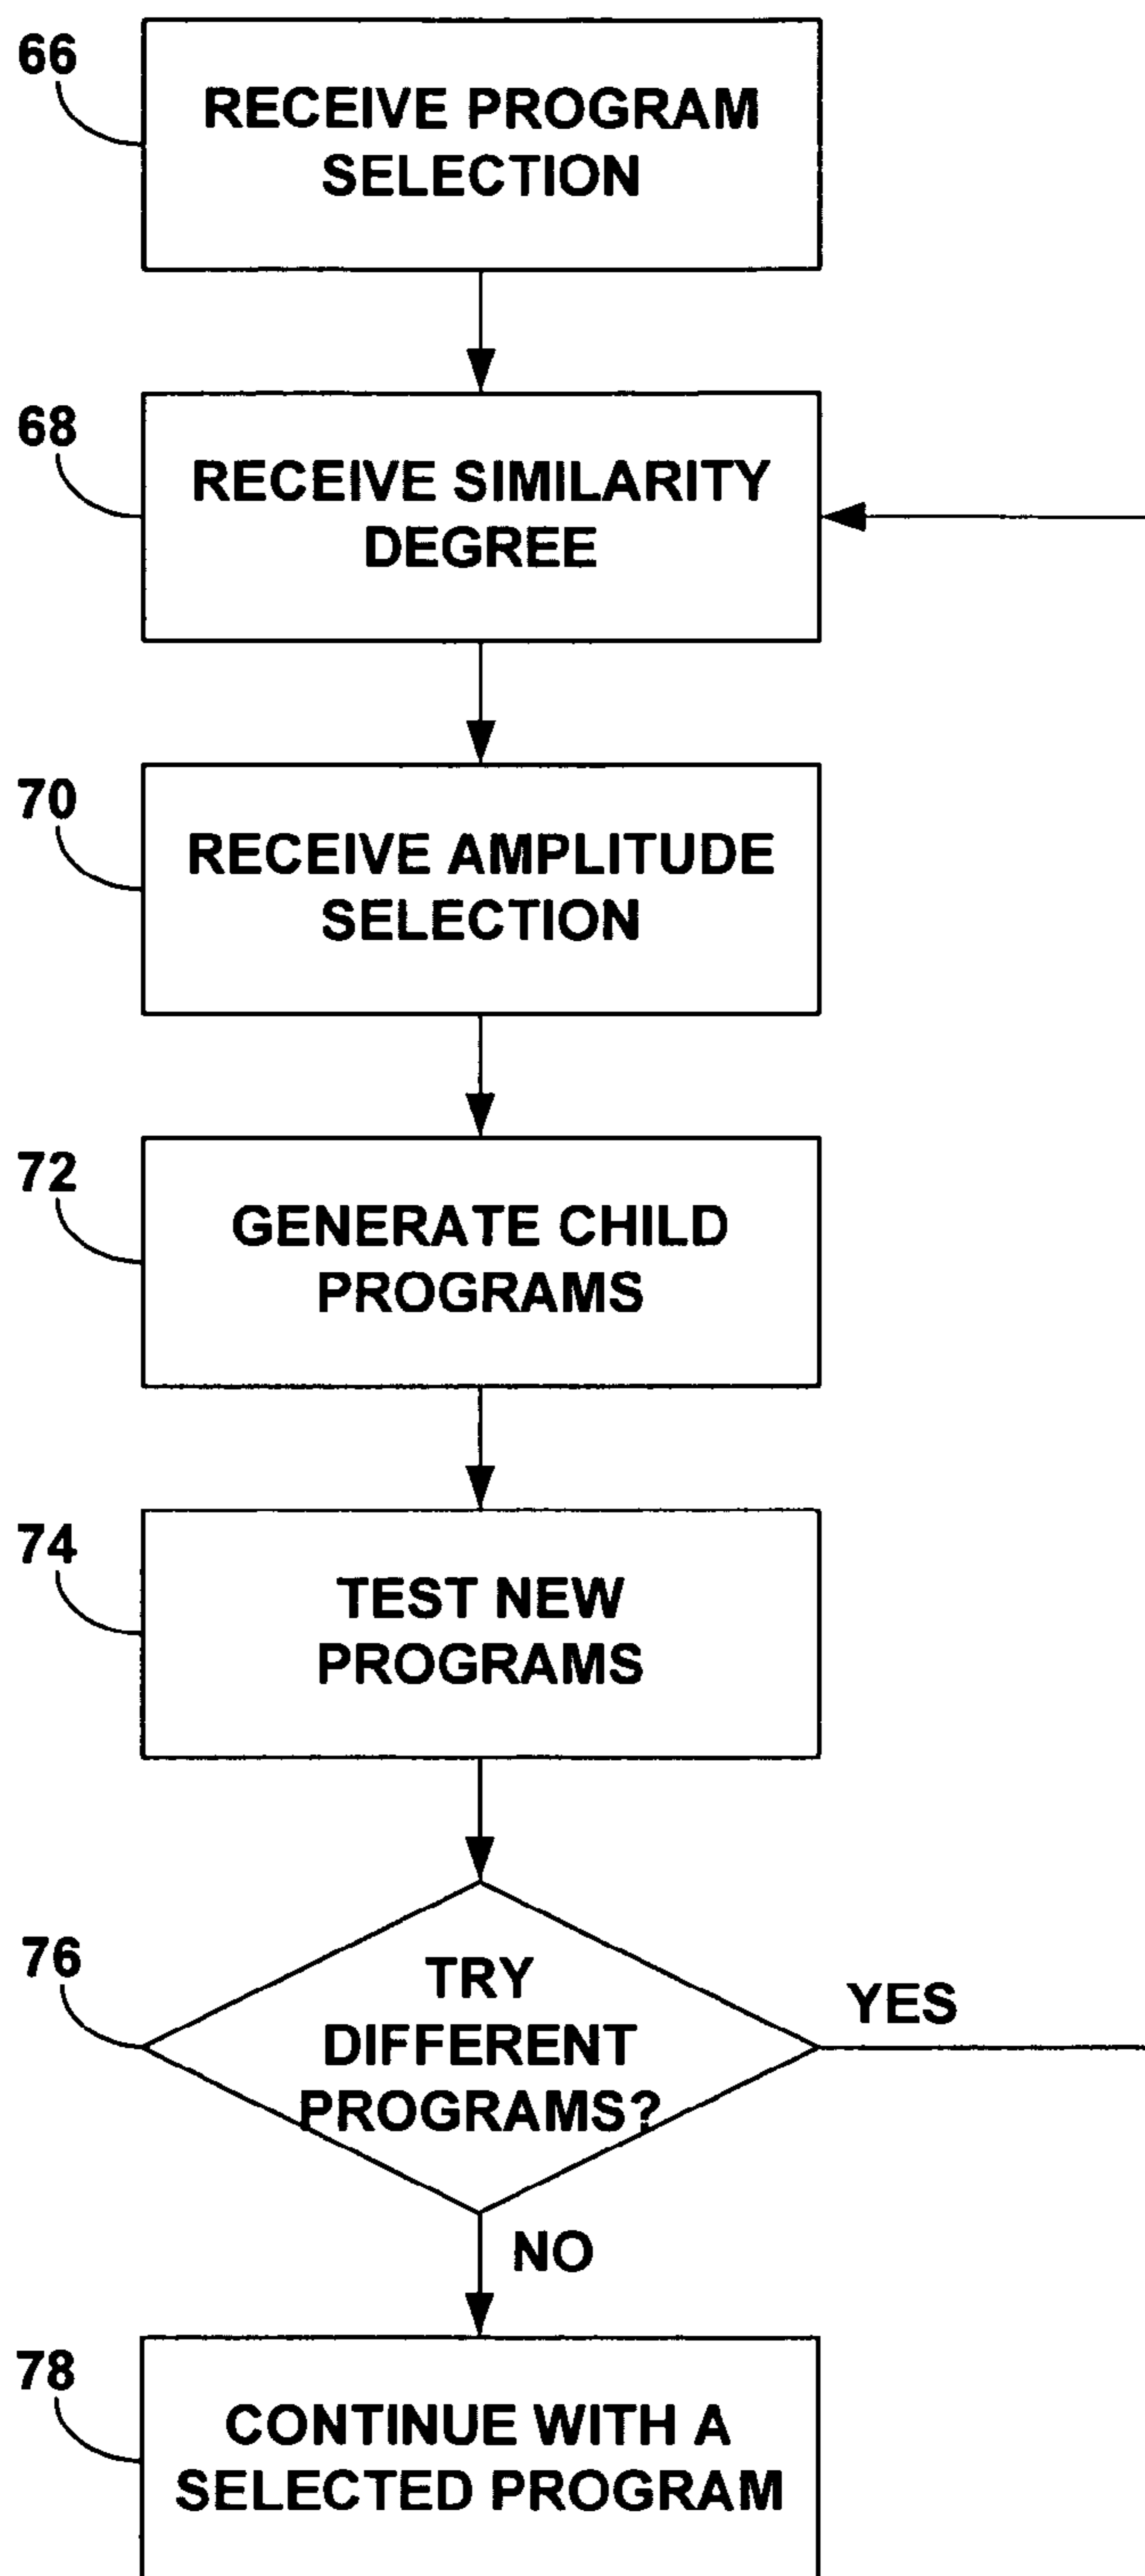 66
RECEIVE PROGRAM
SELECTION
68
RECEIVE SIMILARITY
DEGREE
70
RECEIVE AMPLITUDE
SELECTION
72
GENERATE CHILD
PROGRAMS
74
TEST NEW
PROGRAMS
76
TRY
DIFFERENT
PROGRAMS?
YES
NO
78
CONTINUE WITH A
SELECTED PROGRAM